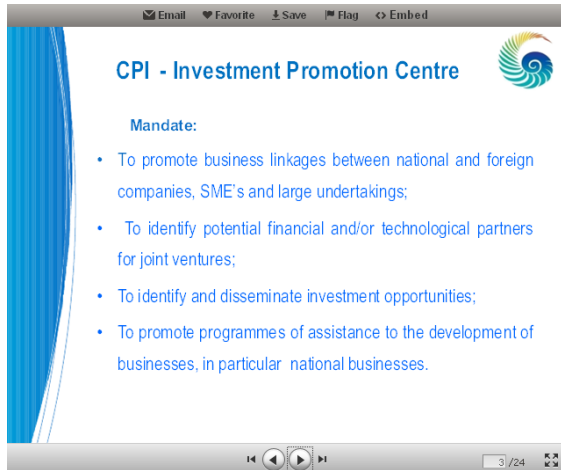 Email Favorite Save Flag Embed
CPI - Investment Promotion Centre
Mandate:
• To promote business linkages between national and foreign
companies, SME's and large undertakings;
• To identify potential financial and/or technological partners
for joint ventures;
• To identify and disseminate investment opportunities;
• To promote programmes of assistance to the development of
businesses, in particular national businesses.
3 /24